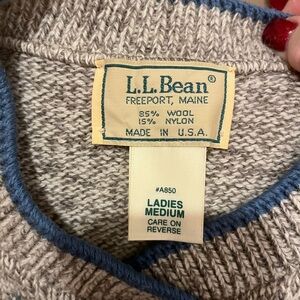 L.L.Bean®
FREEPORT, MAINE
85% WOOL
15% NYLON
MADE IN U.S.A.
#A850
LADIES
MEDIUM
CARE ON
REVERSE